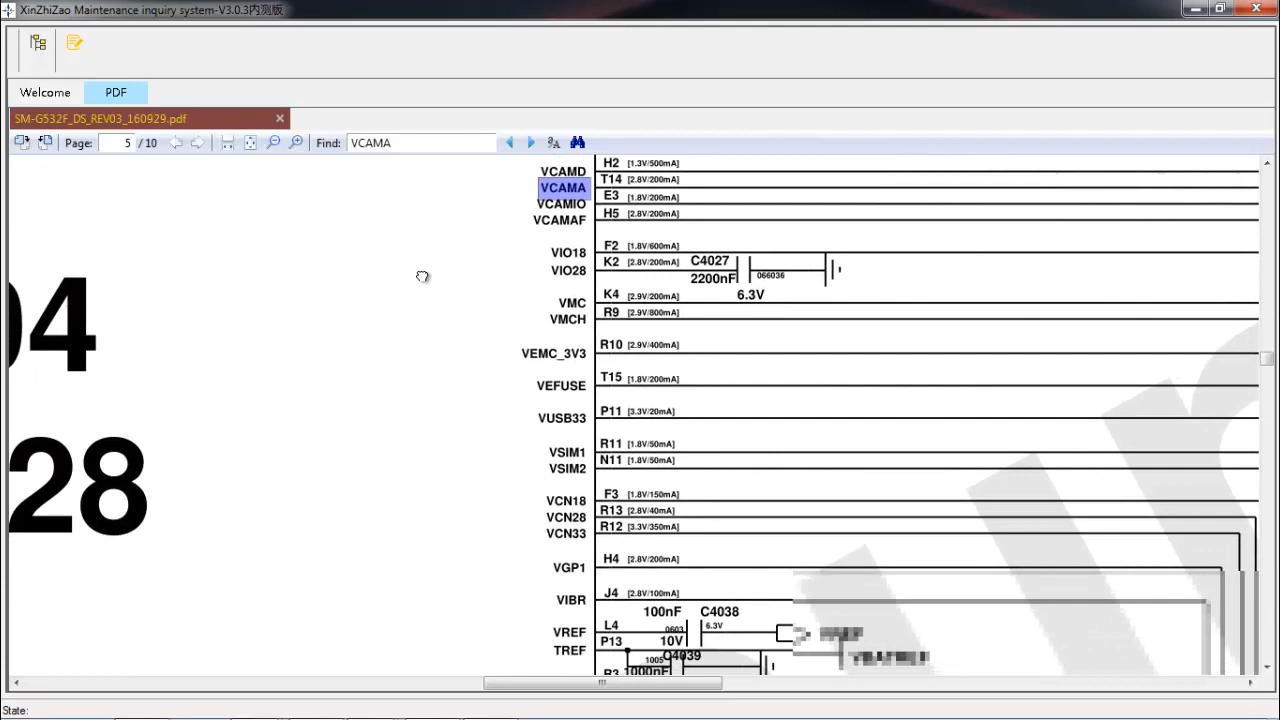 XinZhiZao Maintenance inquiry system-V3.0.3内测版
Welcome PDF
SM-G532F_DS_REV03_160929.pdf
Page: 5 / 10 Find: VCAMA
VCAMD H2 [1.3V/500mA]
VCAMA T14 [2.8V/200mA]
VCAMIO E3 [1.8V/200mA]
VCAMAF H5 [2.8V/200mA]
VIO18 F2 [1.8V/600mA]
VIO28 K2 [2.8V/200mA] C4027
2200nF 066036
6.3V
VMC K4 [2.9V/200mA]
VMCH R9 [2.9V/800mA]
04
VEMC_3V3 R10 [2.9V/400mA]
VEFUSE T15 [1.8V/200mA]
VUSB33 P11 [3.3V/20mA]
VSIM1 R11 [1.8V/50mA]
VSIM2 N11 [1.8V/50mA]
28
VCN18 F3 [1.8V/150mA]
VCN28 R13 [2.8V/40mA]
VCN33 R12 [3.3V/350mA]
VGP1 H4 [2.8V/200mA]
VIBR J4 [2.8V/100mA]
100nF C4038
VREF L4 0603 6.3V
TREF P13 10V
1005 C4039
R3 1000nF
State: